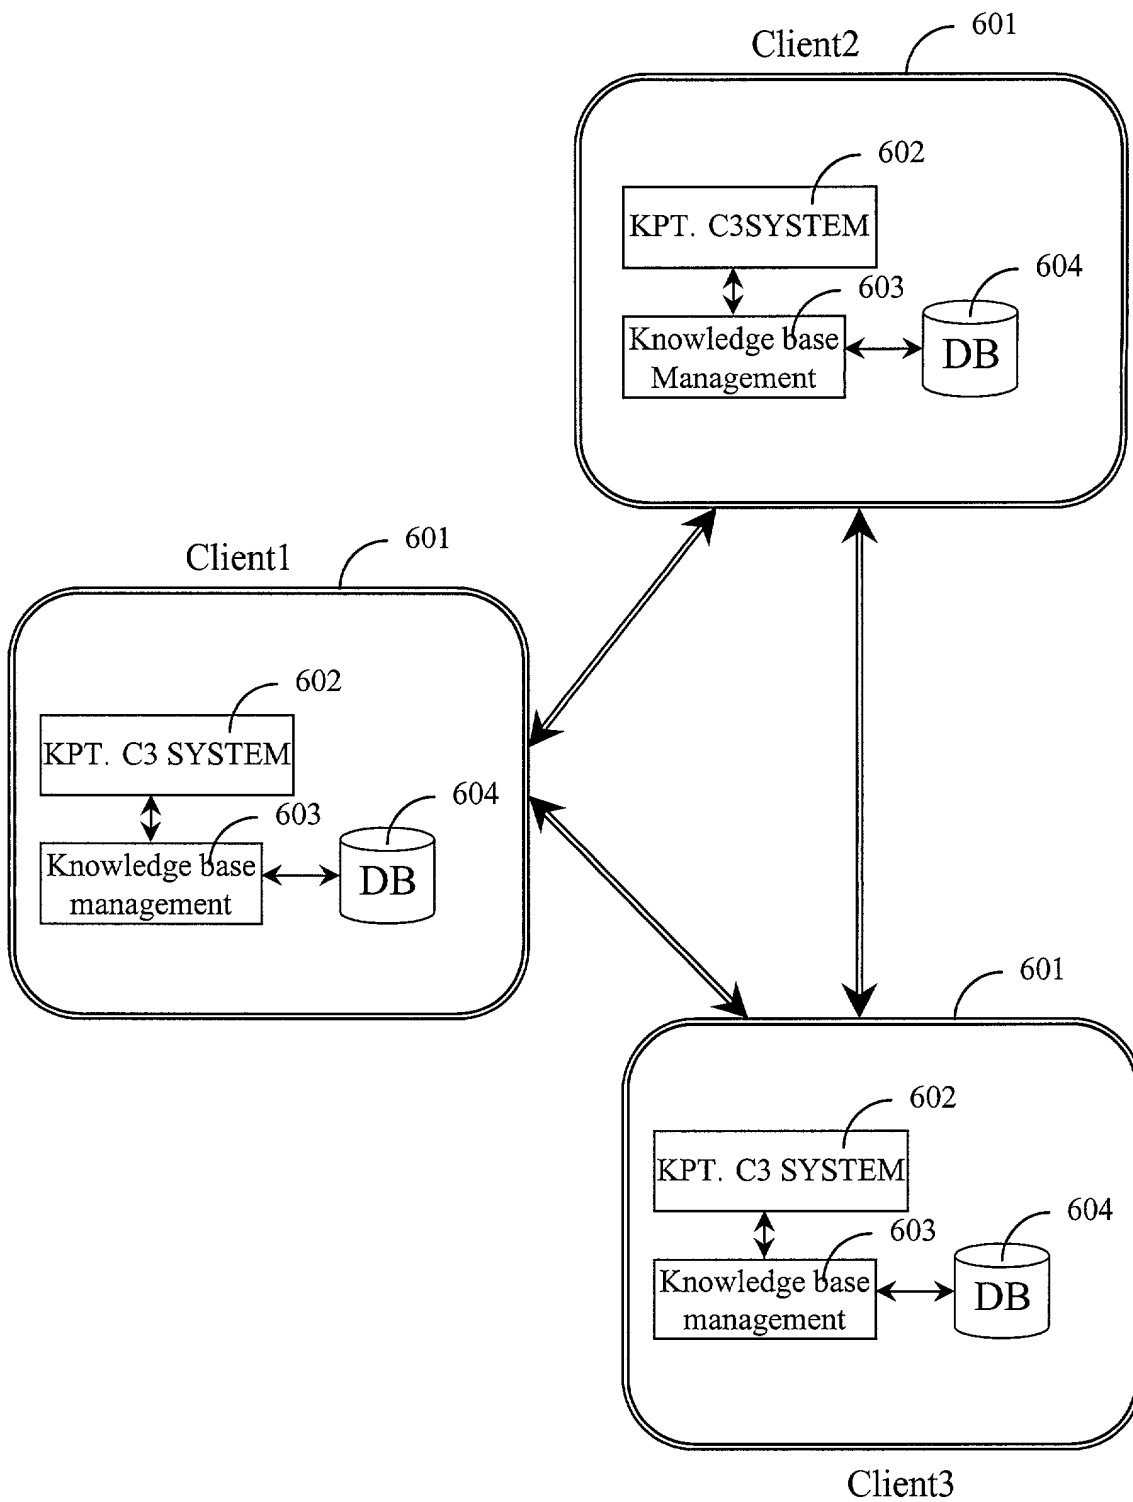 601
Client2
602
KPT. C3SYSTEM
604
603
Knowledge base
Management
DB
601
Client1
602
KPT. C3 SYSTEM
604
603
Knowledge base
management
DB
601
602
KPT. C3 SYSTEM
604
603
Knowledge base
management
DB
Client3